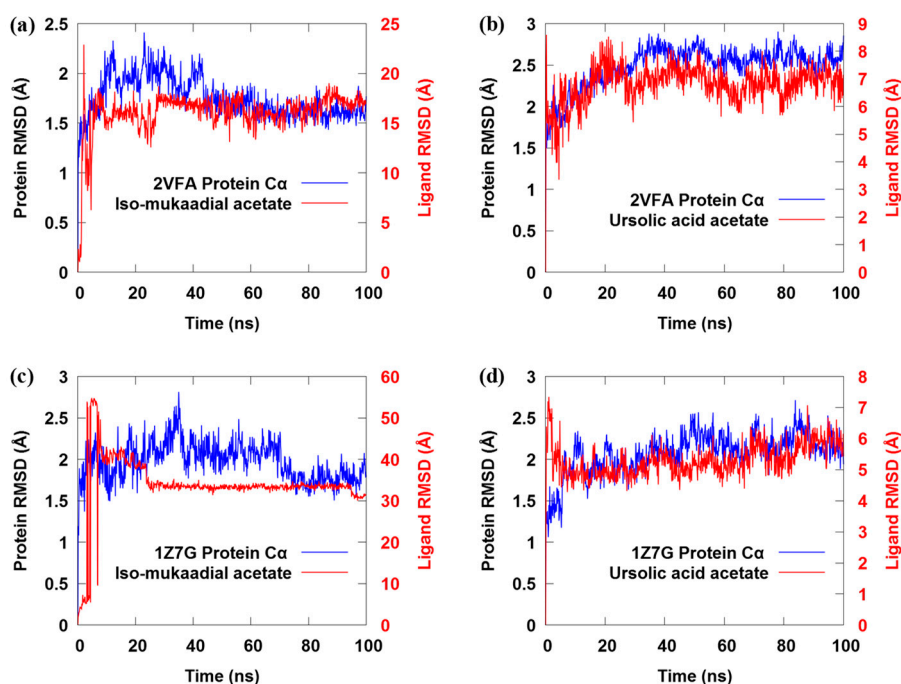 (a)
Protein RMSD (Å)
2.5
2
1.5
1
0.5
0
2VFA Protein Cα
Iso-mukaadial acetate
25
20
15
10
5
0
Ligand RMSD (Å)
0 20 40 60 80 100
Time (ns)
(b)
Protein RMSD (Å)
3
2.5
2
1.5
1
0.5
0
2VFA Protein Cα
Ursolic acid acetate
9
8
7
6
5
4
3
2
1
0
Ligand RMSD (Å)
0 20 40 60 80 100
Time (ns)
(c)
Protein RMSD (Å)
3
2.5
2
1.5
1
0.5
0
1Z7G Protein Cα
Iso-mukaadial acetate
60
50
40
30
20
10
0
Ligand RMSD (Å)
0 20 40 60 80 100
Time (ns)
(d)
Protein RMSD (Å)
3
2.5
2
1.5
1
0.5
0
1Z7G Protein Cα
Ursolic acid acetate
8
7
6
5
4
3
2
1
0
Ligand RMSD (Å)
0 20 40 60 80 100
Time (ns)